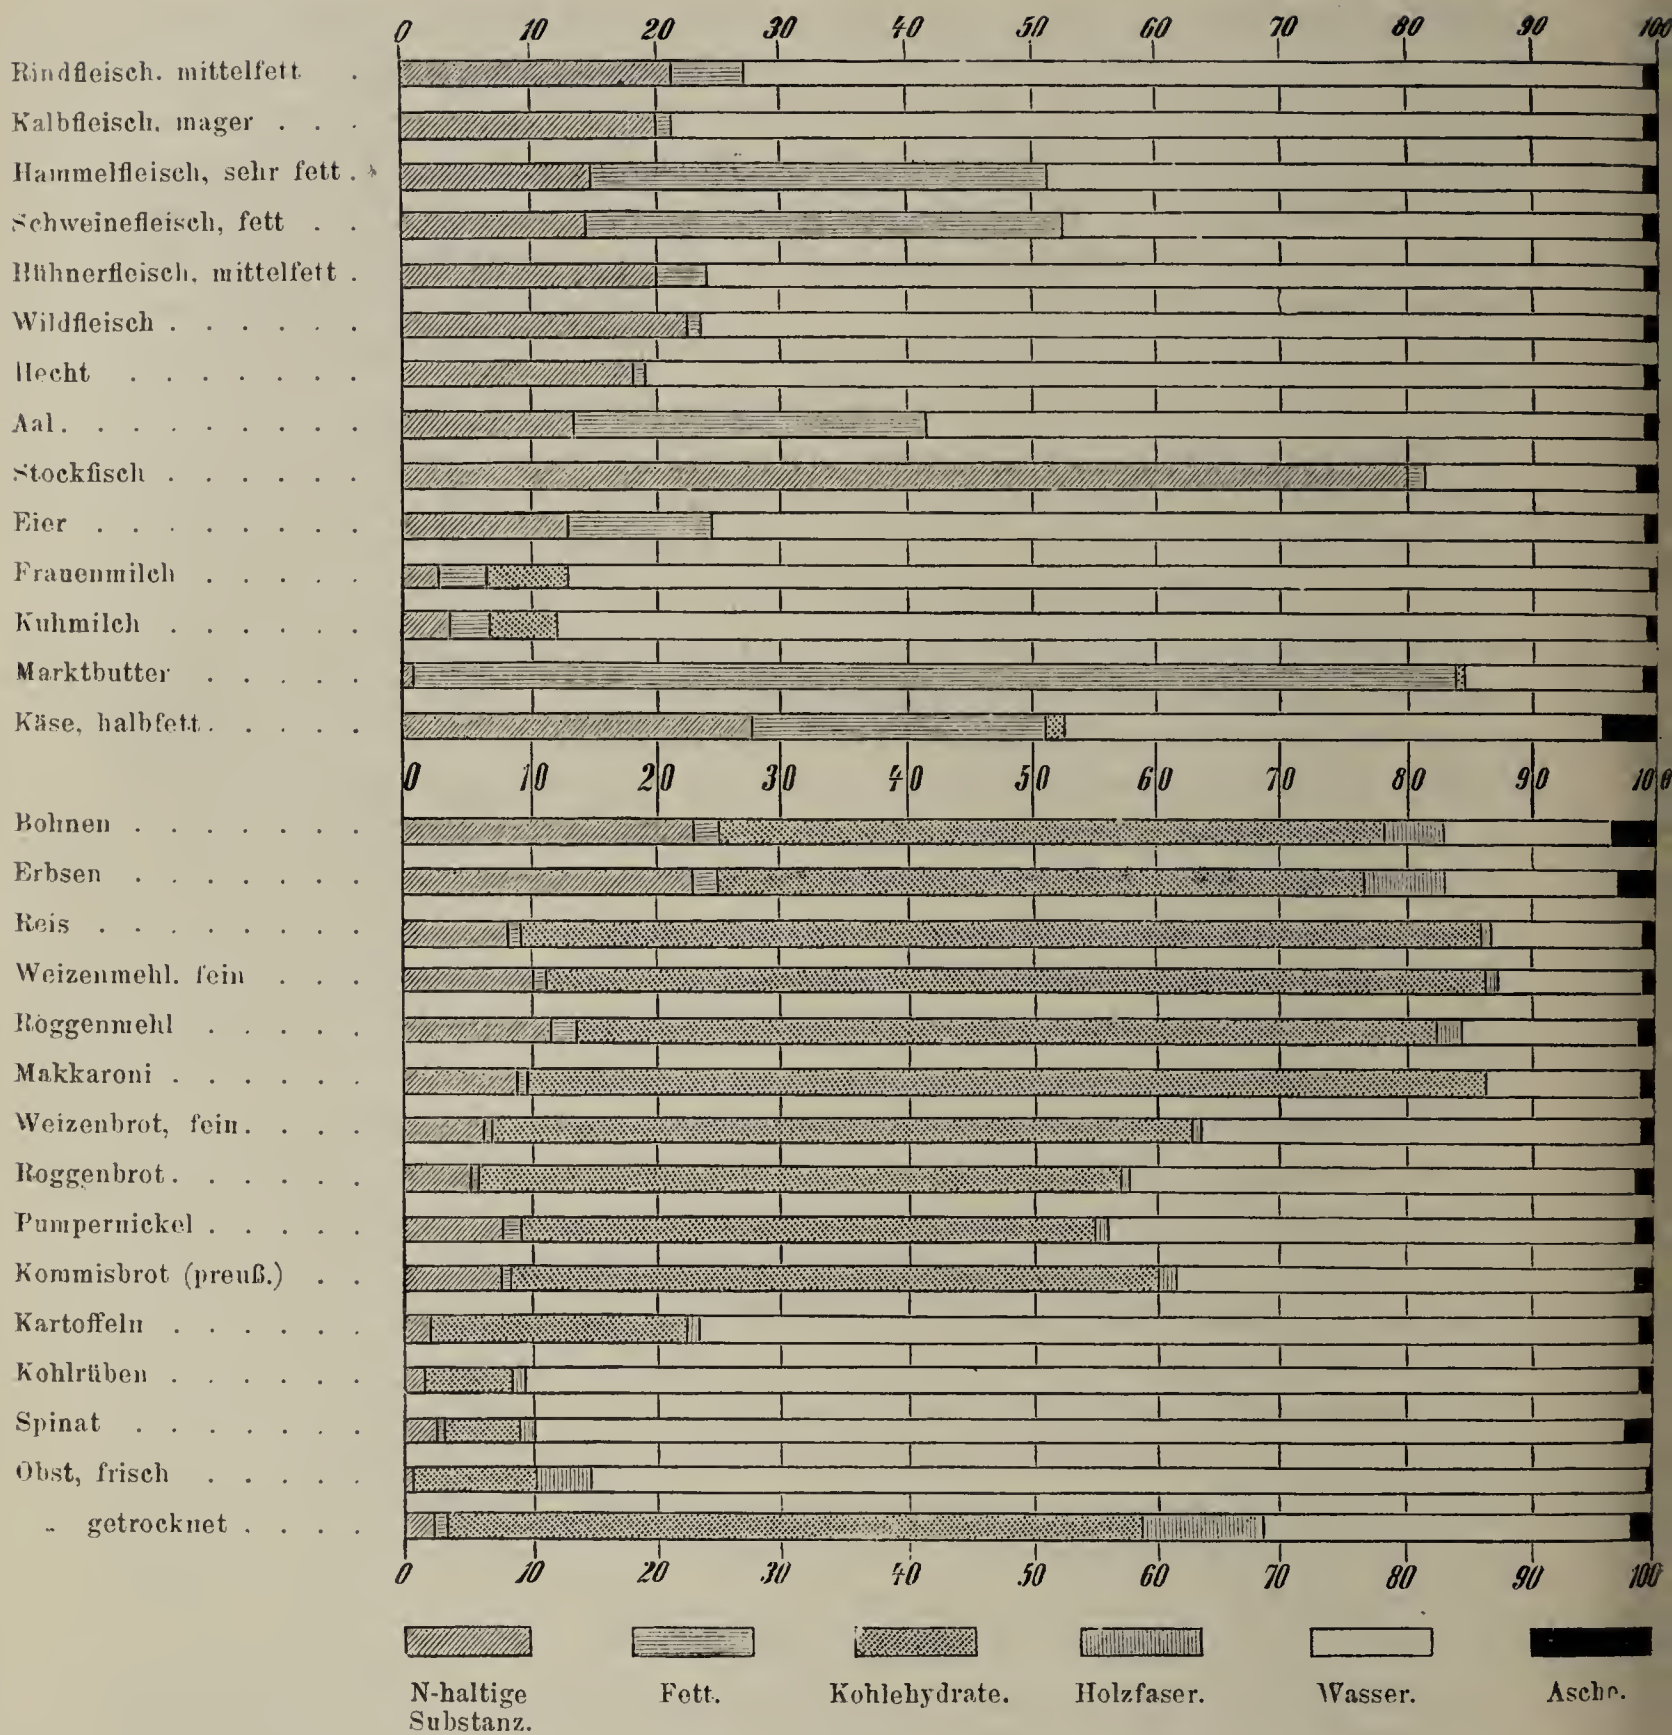 0 10 20 30 40 50 60 70 80 90 100
Rindfleisch. mittelfett .
Kalbfleisch. mager . . .
Hammelfleisch, sehr fett .
Schweinefleisch, fett . .
Hühnerfleisch. mittelfett .
Wildfleisch . . . . . .
Hecht . . . . . . .
Aal. . . . . . . . .
Stockfisch . . . . . .
Eier . . . . . . . .
Frauenmilch . . . . .
Kuhmilch . . . . . .
Marktbutter . . . . .
Käse, halbfett. . . . .
0 10 20 30 40 50 60 70 80 90 100
Bohnen . . . . . . .
Erbsen . . . . . . .
Reis . . . . . . . .
Weizenmehl. fein . . .
Roggenmehl . . . . .
Makkaroni . . . . . .
Weizenbrot, fein. . . .
Roggenbrot. . . . . .
Pumpernickel . . . . .
Kommisbrot (preuß.) . .
Kartoffeln . . . . . .
Kohlrüben . . . . . .
Spinat . . . . . . .
Obst, frisch . . . . .
„ getrocknet . . . .
0 10 20 30 40 50 60 70 80 90 100
N-haltige Fett. Kohlehydrate. Holzfaser. Wasser. Asche.
Substanz.